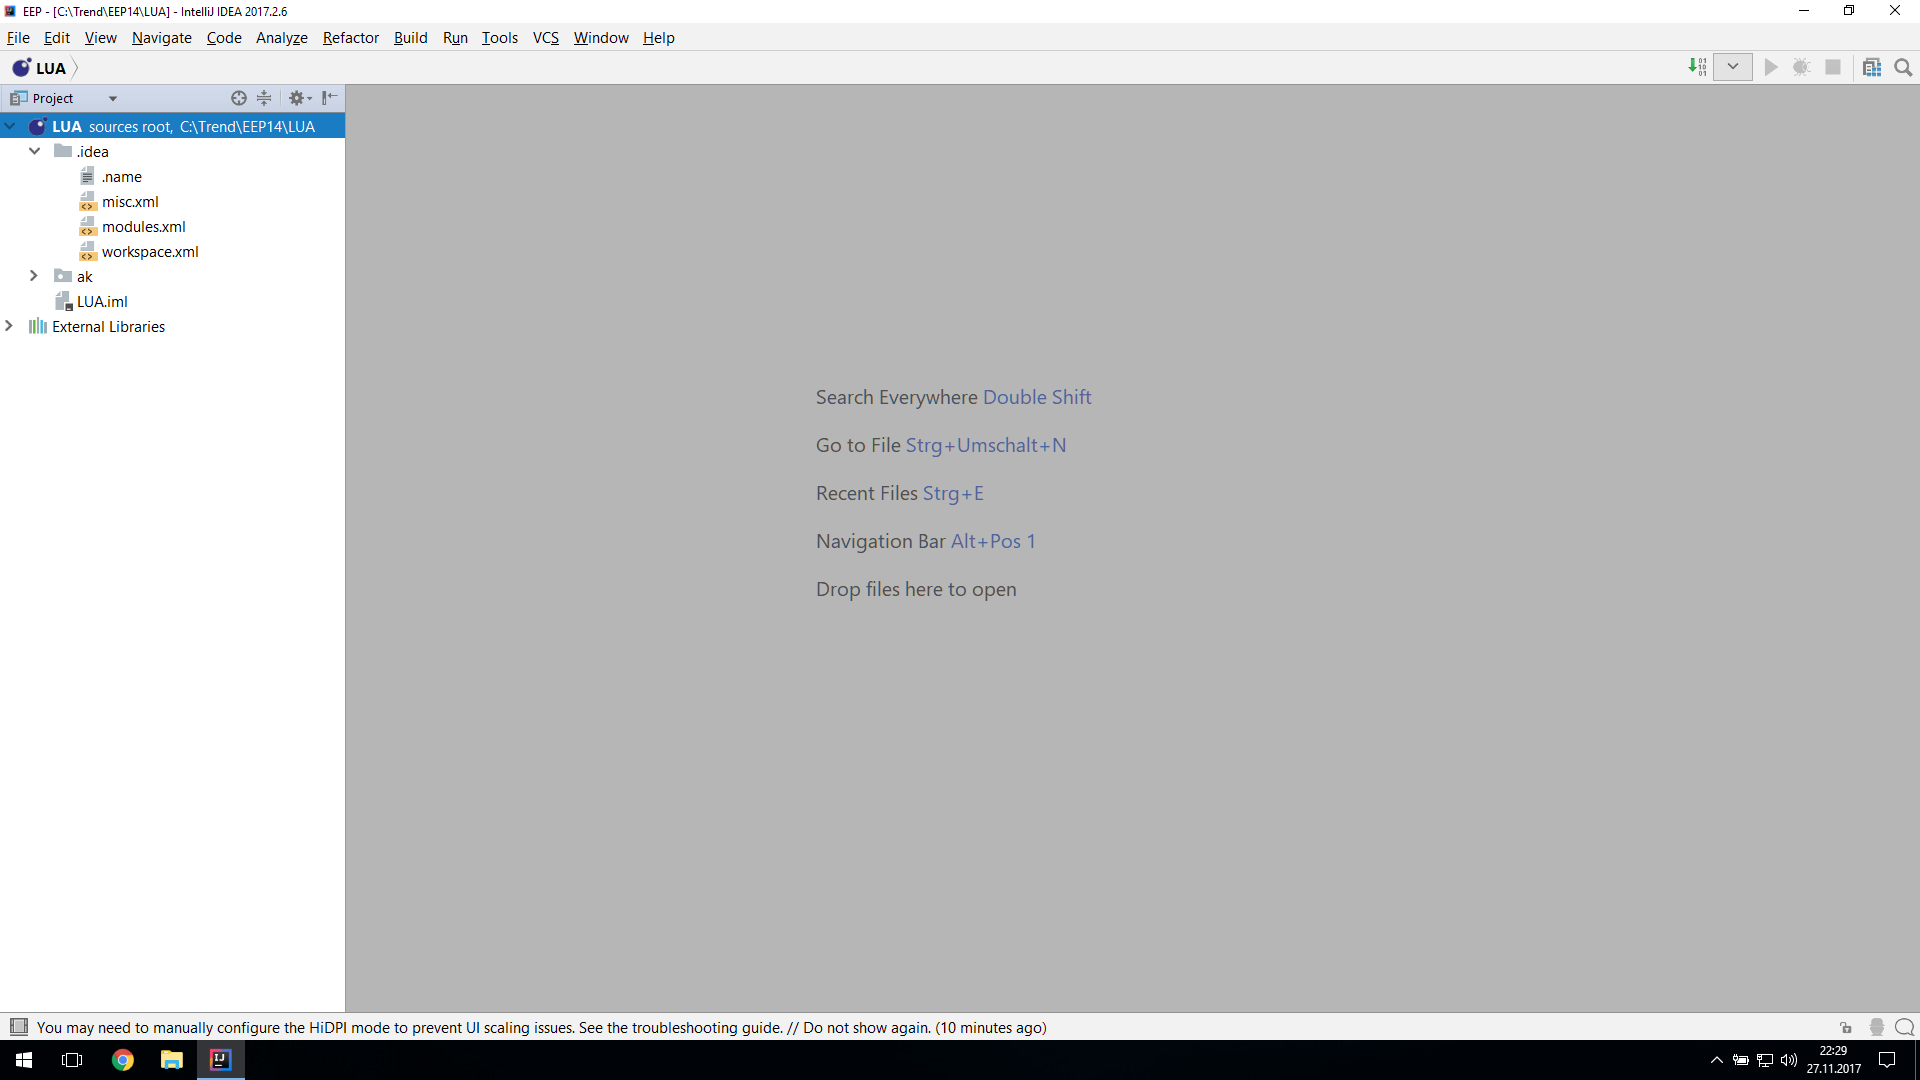 EEP - [C:\Trend\EEP14\LUA] - IntelliJ IDEA 2017.2.6
File Edit View Navigate Code Analyze Refactor Build Run Tools VCS Window Help
LUA
Project
LUA sources root, C:\Trend\EEP14\LUA
.idea
.name
misc.xml
modules.xml
workspace.xml
ak
LUA.iml
External Libraries
Search Everywhere Double Shift
Go to File Strg+Umschalt+N
Recent Files Strg+E
Navigation Bar Alt+Pos 1
Drop files here to open
You may need to manually configure the HiDPI mode to prevent UI scaling issues. See the troubleshooting guide. // Do not show again. (10 minutes ago)
22:29
27.11.2017